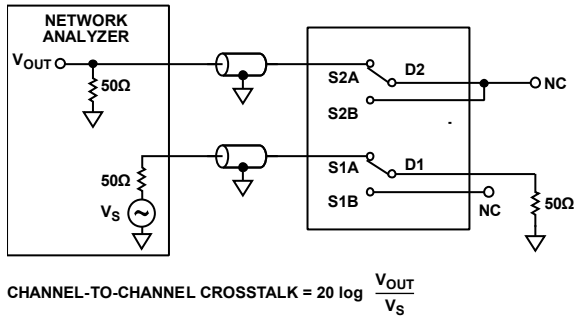 NETWORK
ANALYZER
VOUT
50Ω
S2A
D2
NC
S2B
50Ω
VS
S1A
D1
S1B
NC
50Ω
CHANNEL-TO-CHANNEL CROSSTALK = 20 log VOUT
VS